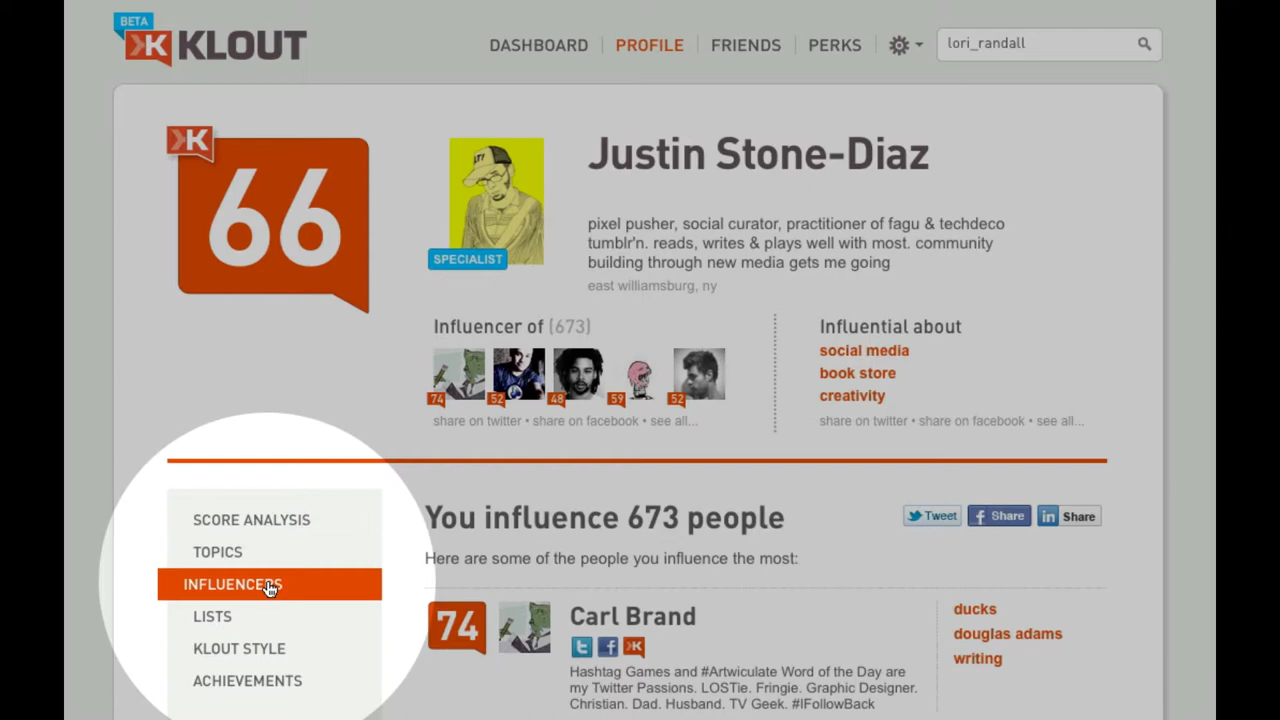 BETA
KLOUT
DASHBOARD
PROFILE
FRIENDS
PERKS
lori_randall
66
SPECIALIST
Justin Stone-Diaz
pixel pusher, social curator, practitioner of fagu & techdeco
tumblr'n. reads, writes & plays well with most. community
building through new media gets me going
east williamsburg, ny
Influencer of (673)
74
52
48
59
52
share on twitter • share on facebook • see all...
Influential about
social media
book store
creativity
share on twitter • share on facebook • see all...
SCORE ANALYSIS
TOPICS
INFLUENCERS
LISTS
KLOUT STYLE
ACHIEVEMENTS
You influence 673 people
Tweet
Share
Share
Here are some of the people you influence the most:
74
Carl Brand
Hashtag Games and #Artwiculate Word of the Day are
my Twitter Passions. LOSTie. Fringie. Graphic Designer.
Christian. Dad. Husband. TV Geek. #IFollowBack
ducks
douglas adams
writing